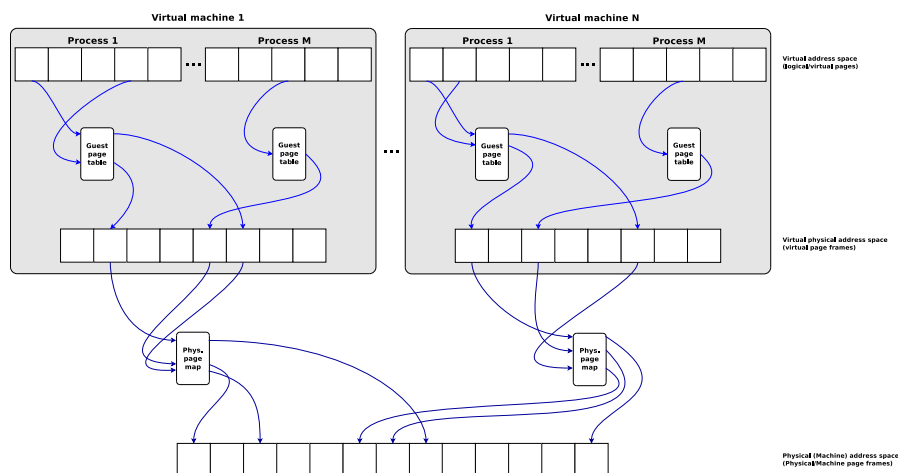 Virtual machine 1
Virtual machine N
Process 1
Process M
Process 1
Process M
...
...
Virtual address space
(logical/virtual pages)
Guest
page
table
Guest
page
table
...
Guest
page
table
Guest
page
table
Virtual physical address space
(virtual page frames)
Phys.
page
map
Phys.
page
map
Physical (Machine) address space
(Physical/Machine page frames)